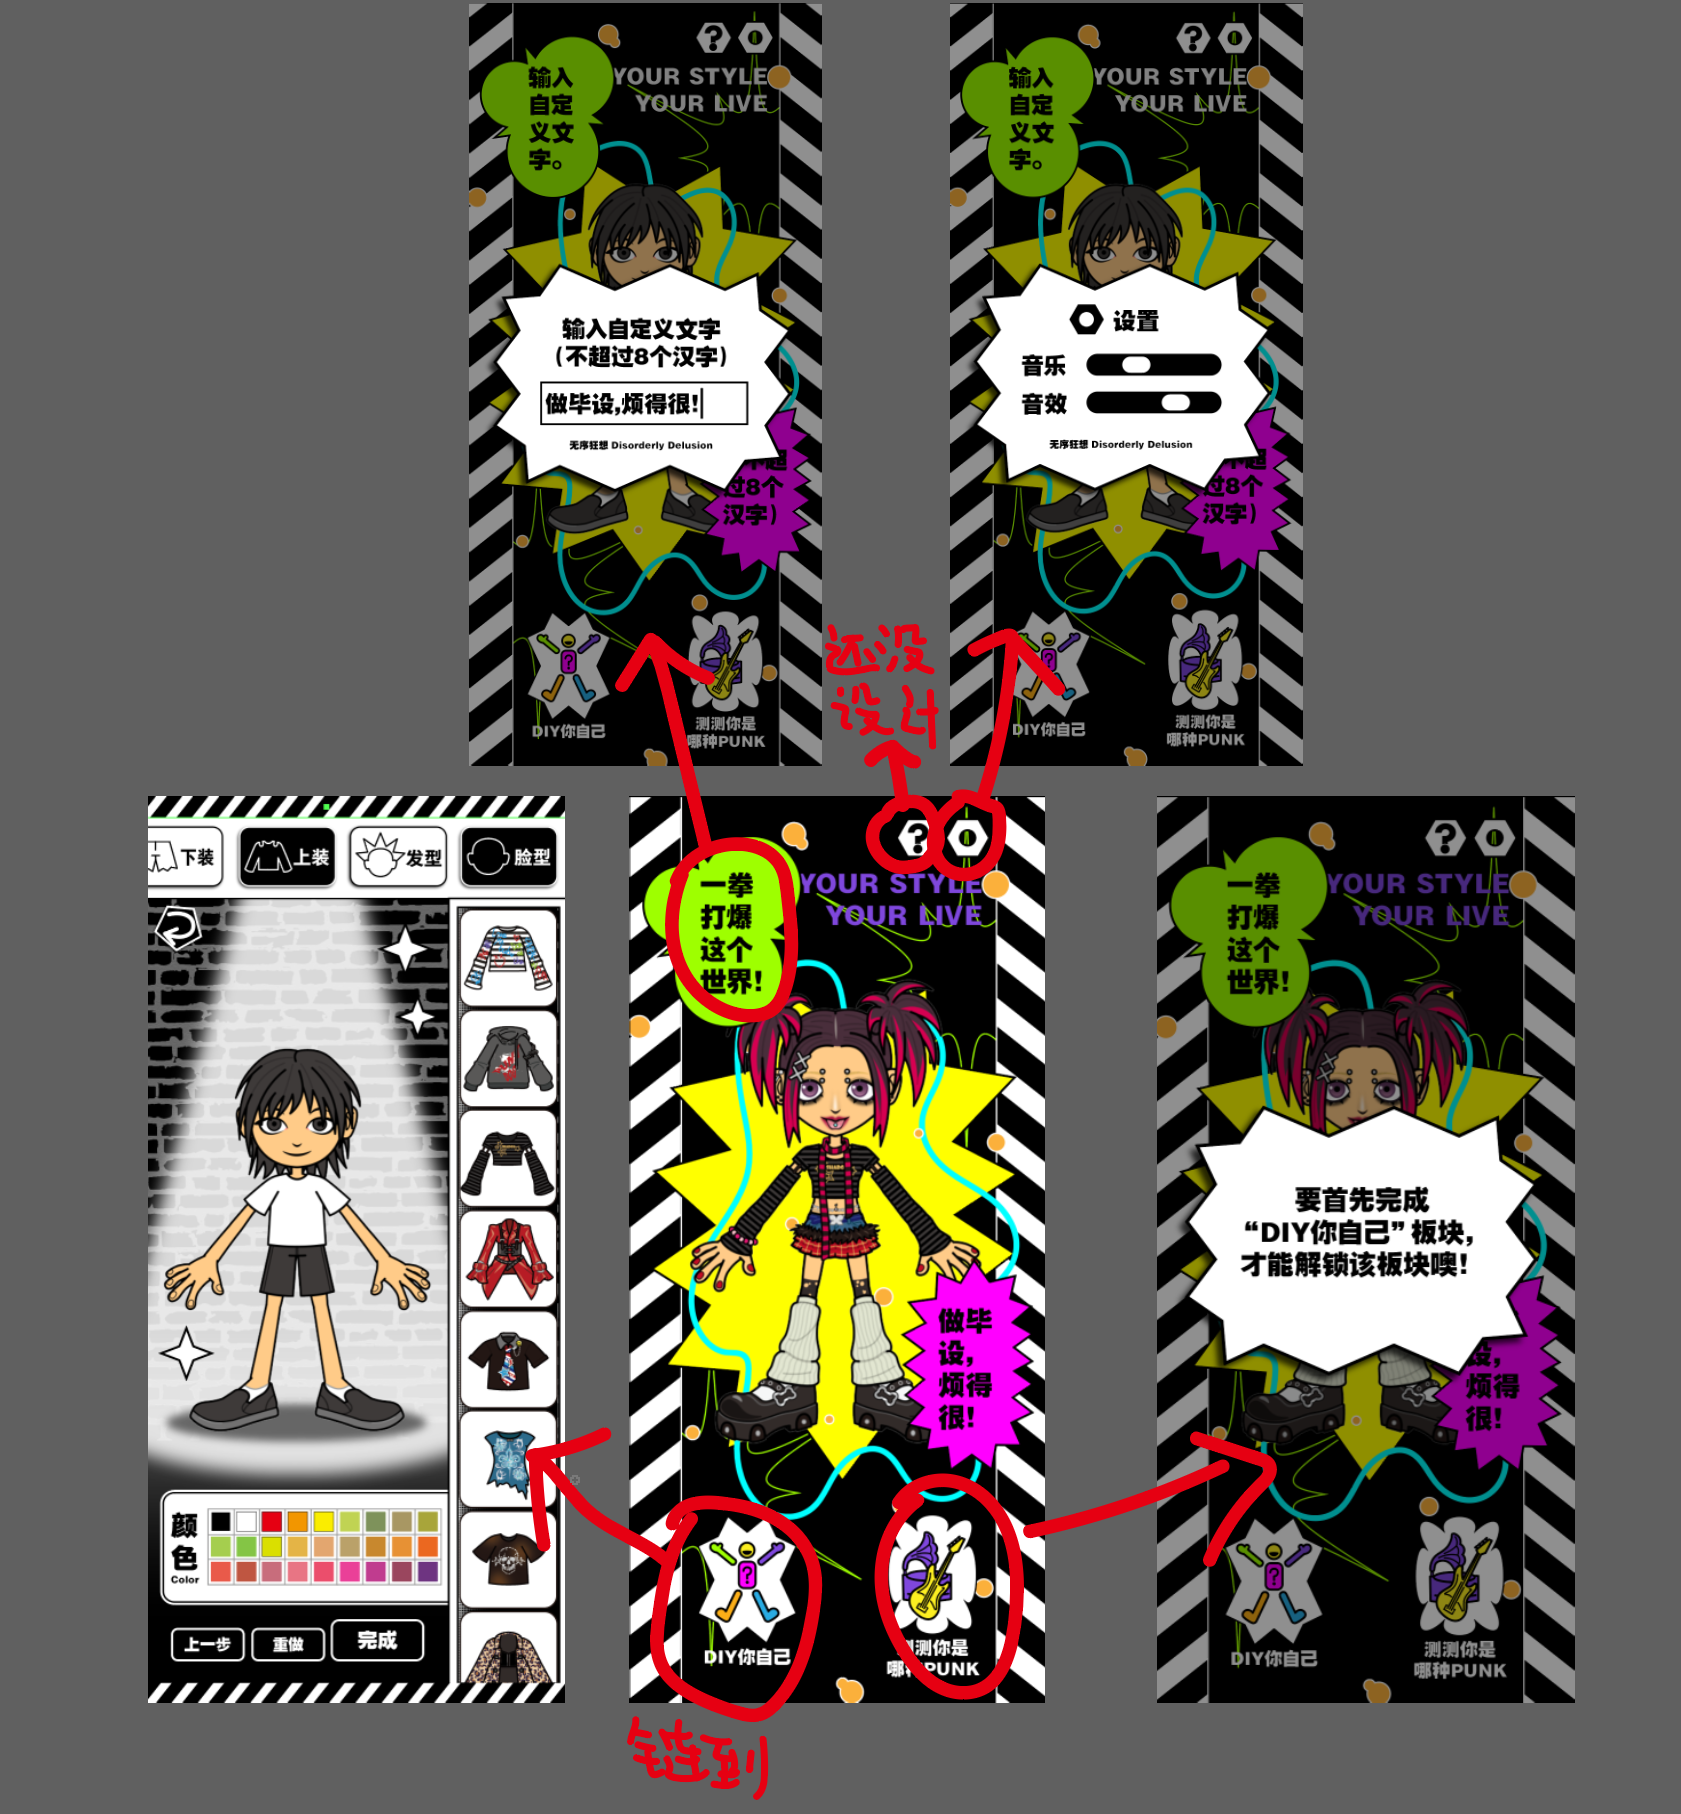 输入
自定
义文
字。
?
YOUR STYLE
YOUR LIVE
输入自定义文字
（不超过8个汉字）
做毕设,烦得很!
无序狂想 Disorderly Delusion
过8个
汉字）
?
DIY你自己
测测你是
哪种PUNK
输入
自定
义文
字。
?
YOUR STYLE
YOUR LIVE
设置
音乐
音效
无序狂想 Disorderly Delusion
过8个
汉字）
?
DIY你自己
测测你是
哪种PUNK
还没
设计
下装
上装
发型
脸型
颜
色
Color
上一步
重做
完成
?
一拳
打爆
这个
世界!
YOUR STYLE
YOUR LIVE
做毕
设,
烦得
很!
?
DIY你自己
测测你是
哪种PUNK
链到
?
一拳
打爆
这个
世界!
YOUR STYLE
YOUR LIVE
要首先完成
“DIY你自己”板块,
才能解锁该板块噢!
设,
烦得
很!
?
DIY你自己
测测你是
哪种PUNK